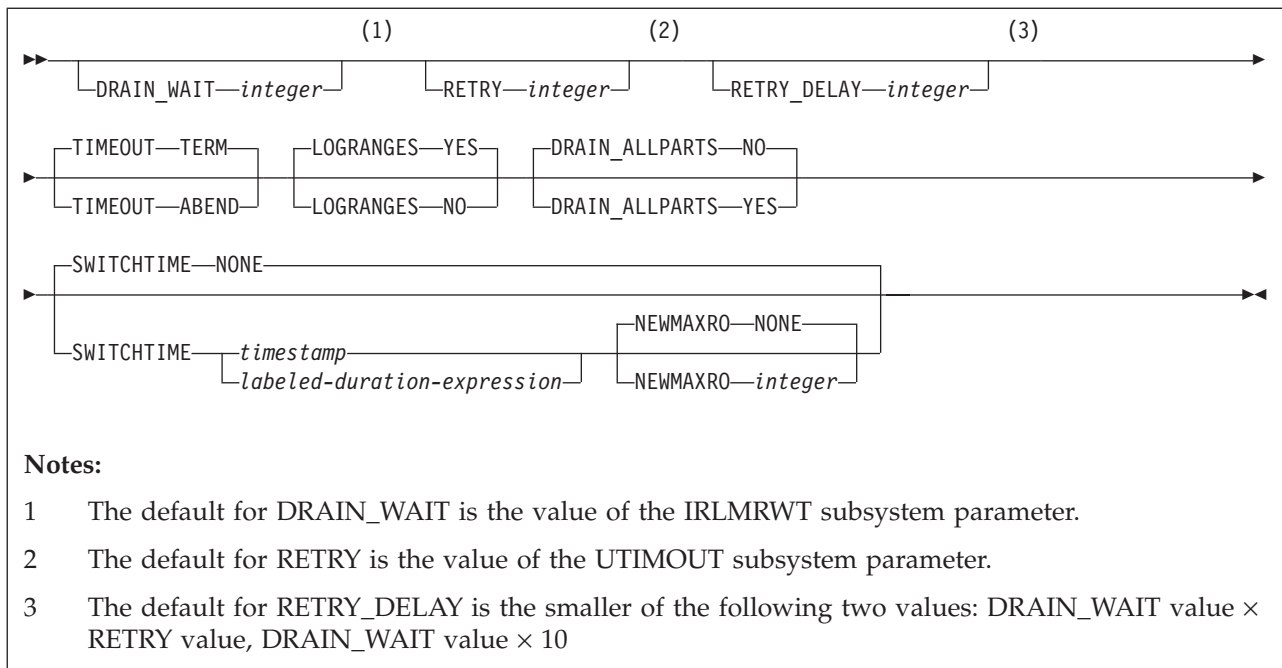 (1) (2) (3)
DRAIN_WAIT integer RETRY integer RETRY_DELAY integer
TIMEOUT TERM LOGRANGES YES DRAIN_ALLPARTS NO
TIMEOUT ABEND LOGRANGES NO DRAIN_ALLPARTS YES
SWITCHTIME NONE
NEWMAXRO NONE
SWITCHTIME timestamp
labeled-duration-expression NEWMAXRO integer
Notes:
1 The default for DRAIN_WAIT is the value of the IRLMRWT subsystem parameter.
2 The default for RETRY is the value of the UTIMOUT subsystem parameter.
3 The default for RETRY_DELAY is the smaller of the following two values: DRAIN_WAIT value ×
RETRY value, DRAIN_WAIT value × 10